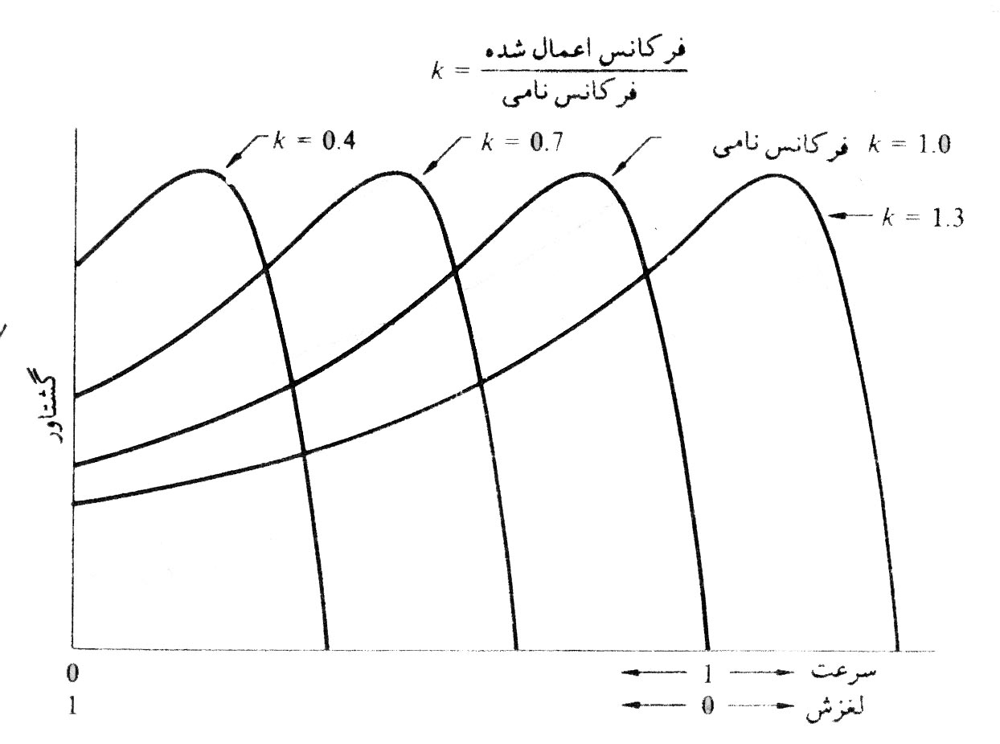 k = فرکانس اعمال شده
فرکانس نامی
k = 0.4
k = 0.7
فرکانس نامی k = 1.0
k = 1.3
گشتاور
0 1 سرعت
1 0 لغزش